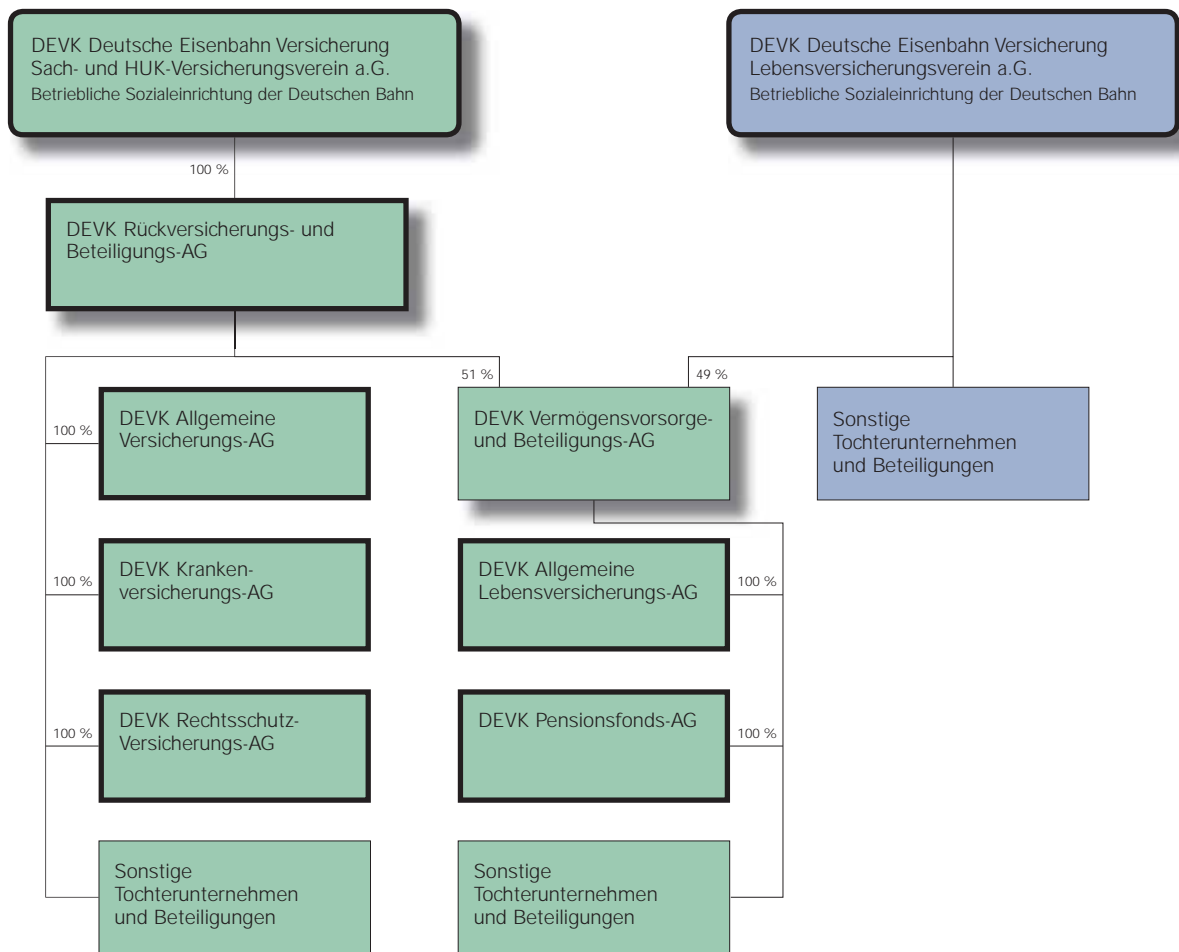 DEVK Deutsche Eisenbahn Versicherung
Sach- und HUK-Versicherungsverein a.G.
Betriebliche Sozialeinrichtung der Deutschen Bahn
DEVK Deutsche Eisenbahn Versicherung
Lebensversicherungsverein a.G.
Betriebliche Sozialeinrichtung der Deutschen Bahn
100 %
DEVK Rückversicherungs- und
Beteiligungs-AG
51 %
49 %
100 %
DEVK Allgemeine
Versicherungs-AG
DEVK Vermögensvorsorge-
und Beteiligungs-AG
Sonstige
Tochterunternehmen
und Beteiligungen
100 %
DEVK Kranken-
versicherungs-AG
DEVK Allgemeine
Lebensversicherungs-AG
100 %
100 %
DEVK Rechtsschutz-
Versicherungs-AG
DEVK Pensionsfonds-AG
100 %
Sonstige
Tochterunternehmen
und Beteiligungen
Sonstige
Tochterunternehmen
und Beteiligungen